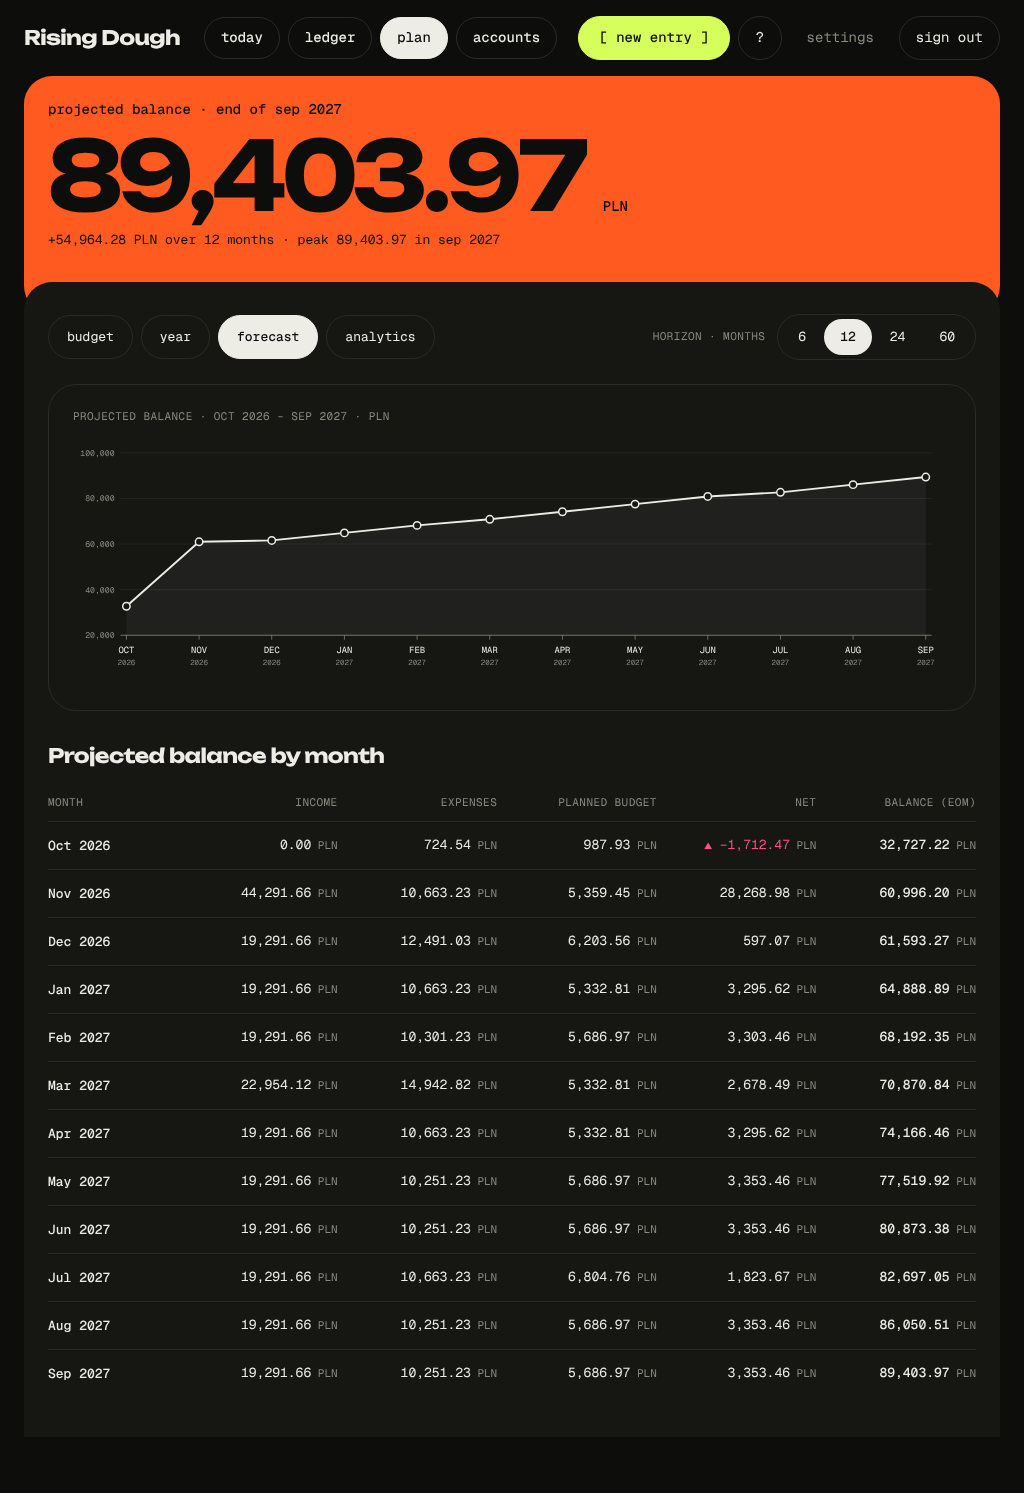 Rising Dough today ledger plan accounts [ new entry ] ? settings sign out
projected balance · end of sep 2027
89,403.97 PLN
+54,964.28 PLN over 12 months · peak 89,403.97 in sep 2027
budget year forecast analytics HORIZON · MONTHS 6 12 24 60
PROJECTED BALANCE · OCT 2026 – SEP 2027 · PLN
100,000
80,000
60,000
40,000
20,000
OCT NOV DEC JAN FEB MAR APR MAY JUN JUL AUG SEP
2026 2026 2026 2027 2027 2027 2027 2027 2027 2027 2027 2027
Projected balance by month
MONTH INCOME EXPENSES PLANNED BUDGET NET BALANCE (EOM)
Oct 2026 0.00 PLN 724.54 PLN 987.93 PLN ▲ −1,712.47 PLN 32,727.22 PLN
Nov 2026 44,291.66 PLN 10,663.23 PLN 5,359.45 PLN 28,268.98 PLN 60,996.20 PLN
Dec 2026 19,291.66 PLN 12,491.03 PLN 6,203.56 PLN 597.07 PLN 61,593.27 PLN
Jan 2027 19,291.66 PLN 10,663.23 PLN 5,332.81 PLN 3,295.62 PLN 64,888.89 PLN
Feb 2027 19,291.66 PLN 10,301.23 PLN 5,686.97 PLN 3,303.46 PLN 68,192.35 PLN
Mar 2027 22,954.12 PLN 14,942.82 PLN 5,332.81 PLN 2,678.49 PLN 70,870.84 PLN
Apr 2027 19,291.66 PLN 10,663.23 PLN 5,332.81 PLN 3,295.62 PLN 74,166.46 PLN
May 2027 19,291.66 PLN 10,251.23 PLN 5,686.97 PLN 3,353.46 PLN 77,519.92 PLN
Jun 2027 19,291.66 PLN 10,251.23 PLN 5,686.97 PLN 3,353.46 PLN 80,873.38 PLN
Jul 2027 19,291.66 PLN 10,663.23 PLN 6,804.76 PLN 1,823.67 PLN 82,697.05 PLN
Aug 2027 19,291.66 PLN 10,251.23 PLN 5,686.97 PLN 3,353.46 PLN 86,050.51 PLN
Sep 2027 19,291.66 PLN 10,251.23 PLN 5,686.97 PLN 3,353.46 PLN 89,403.97 PLN